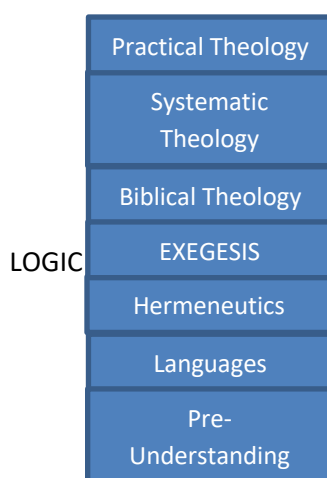 Practical Theology
Systematic
Theology
Biblical Theology
LOGIC
EXEGESIS
Hermeneutics
Languages
Pre-
Understanding